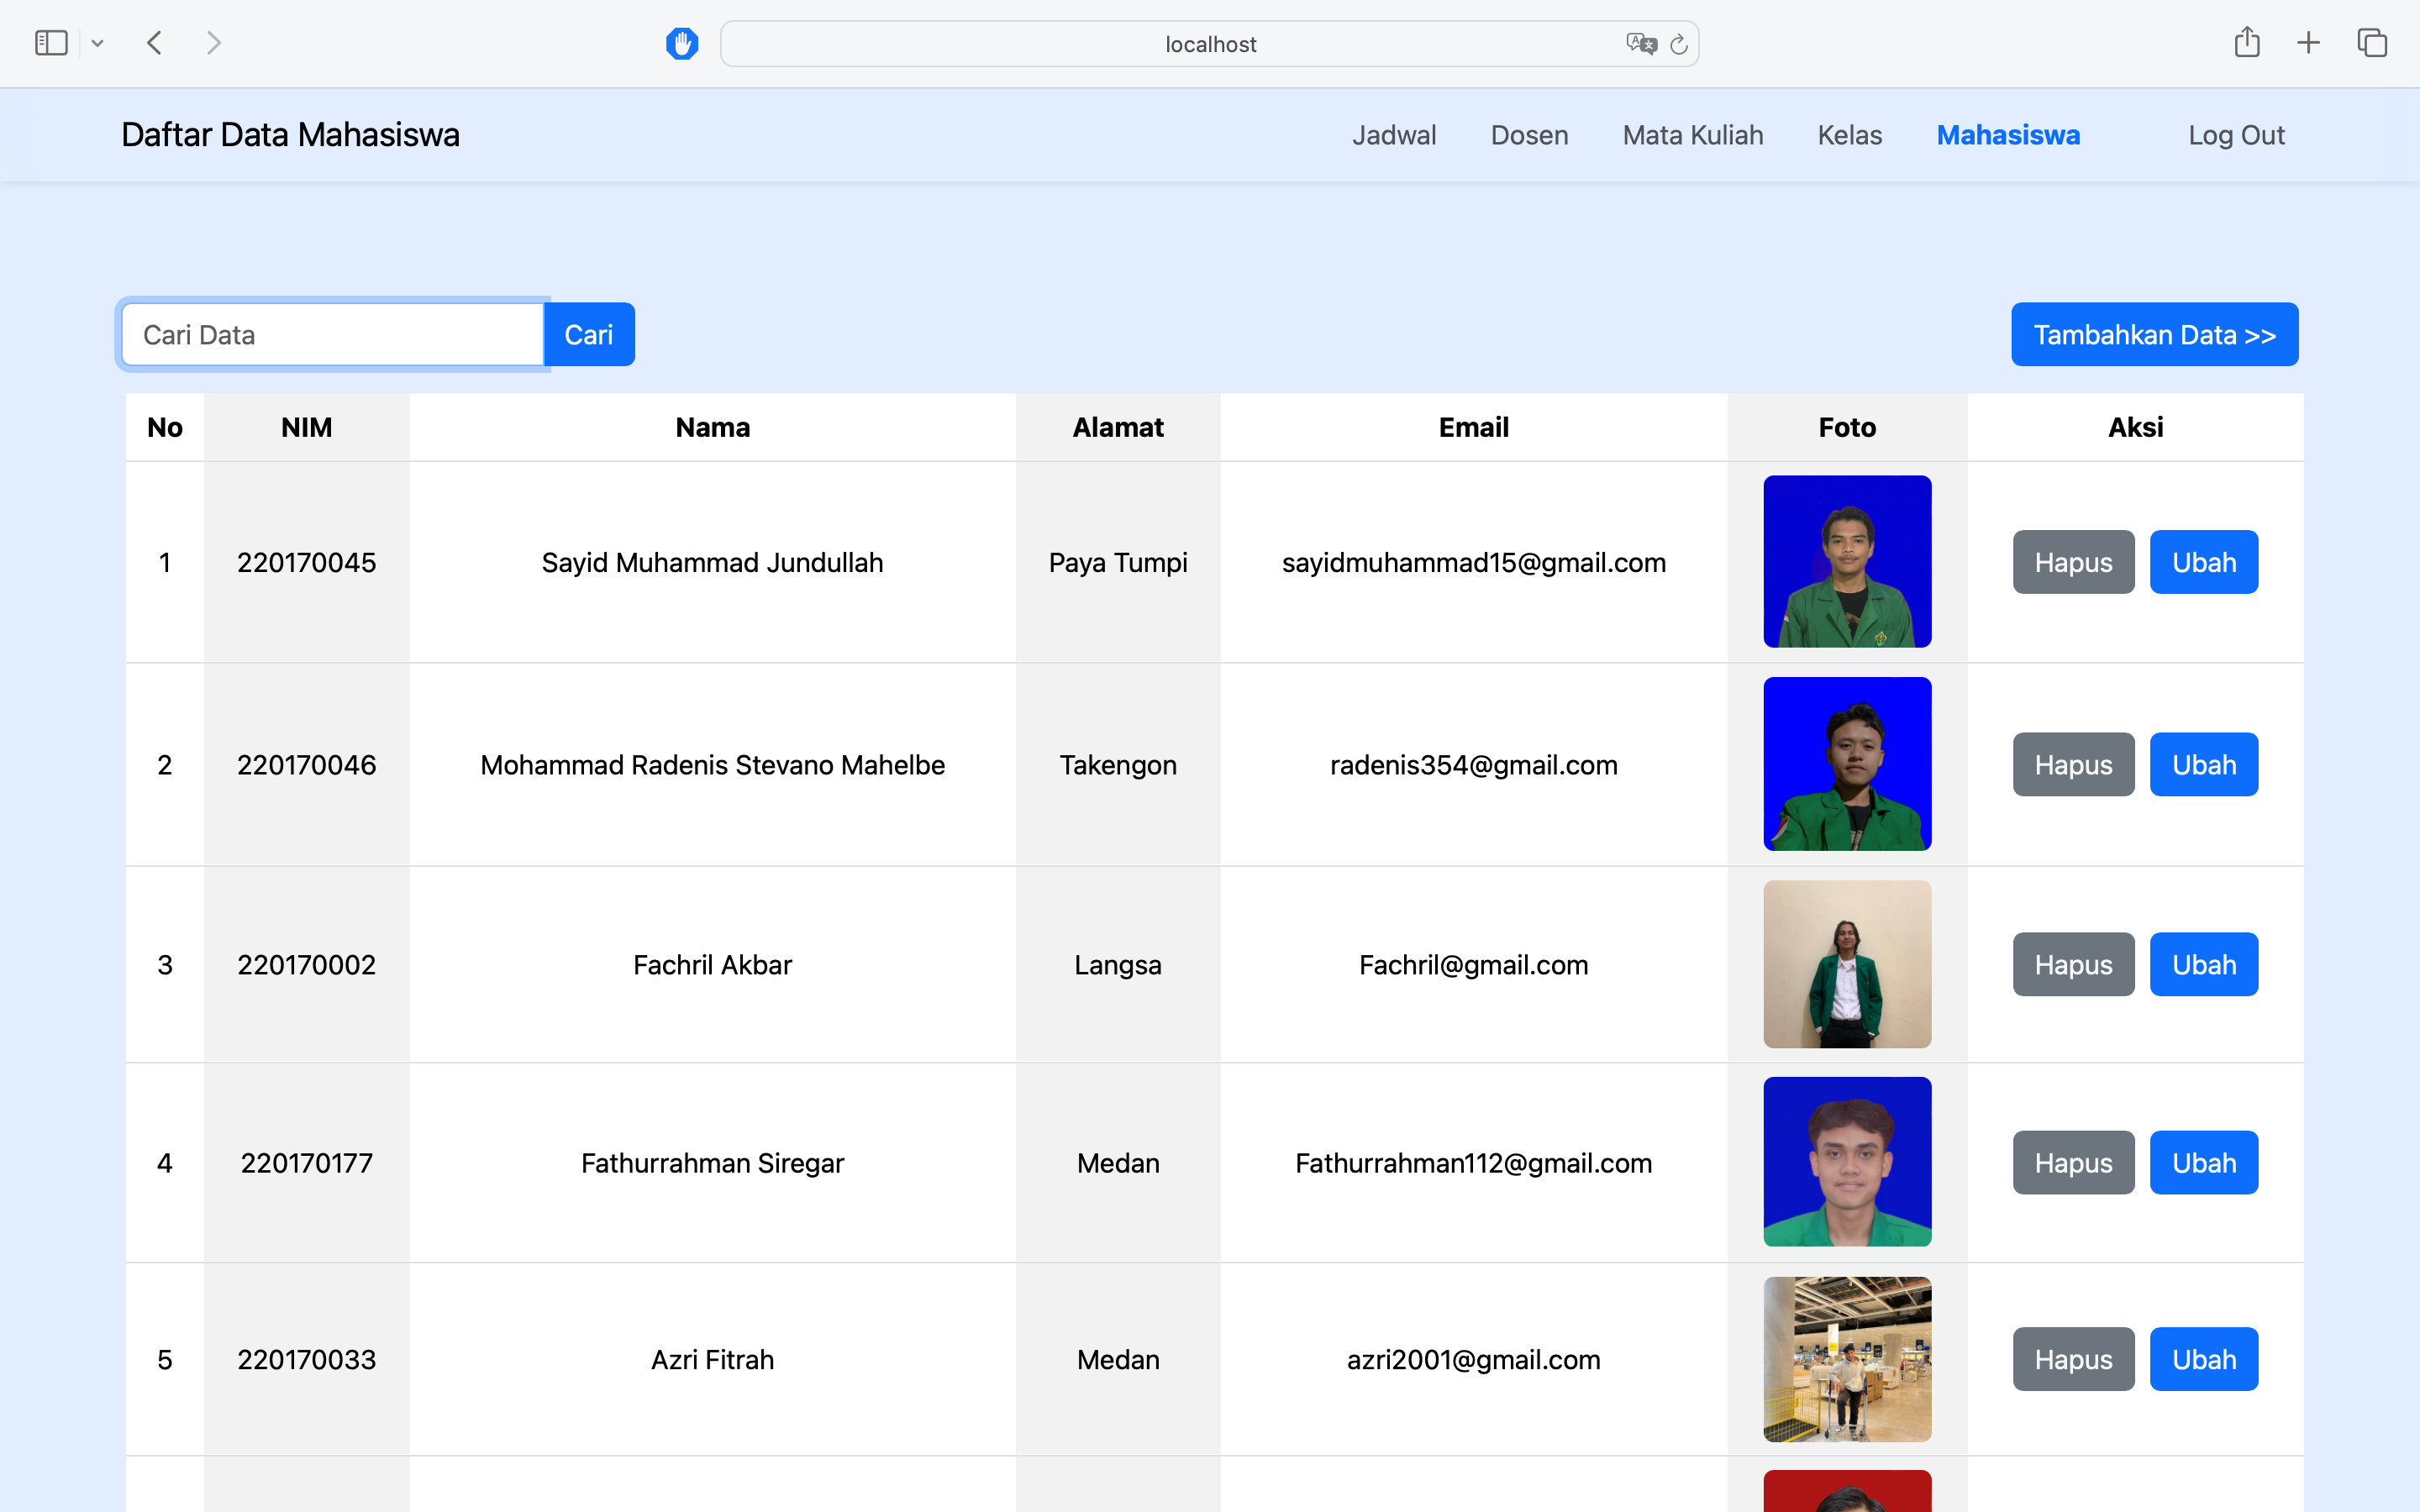 localhost
Daftar Data Mahasiswa Jadwal Dosen Mata Kuliah Kelas Mahasiswa Log Out
Cari Data Cari Tambahkan Data >>
No NIM Nama Alamat Email Foto Aksi
1 220170045 Sayid Muhammad Jundullah Paya Tumpi sayidmuhammad15@gmail.com Hapus Ubah
2 220170046 Mohammad Radenis Stevano Mahelbe Takengon radenis354@gmail.com Hapus Ubah
3 220170002 Fachril Akbar Langsa Fachril@gmail.com Hapus Ubah
4 220170177 Fathurrahman Siregar Medan Fathurrahman112@gmail.com Hapus Ubah
5 220170033 Azri Fitrah Medan azri2001@gmail.com Hapus Ubah